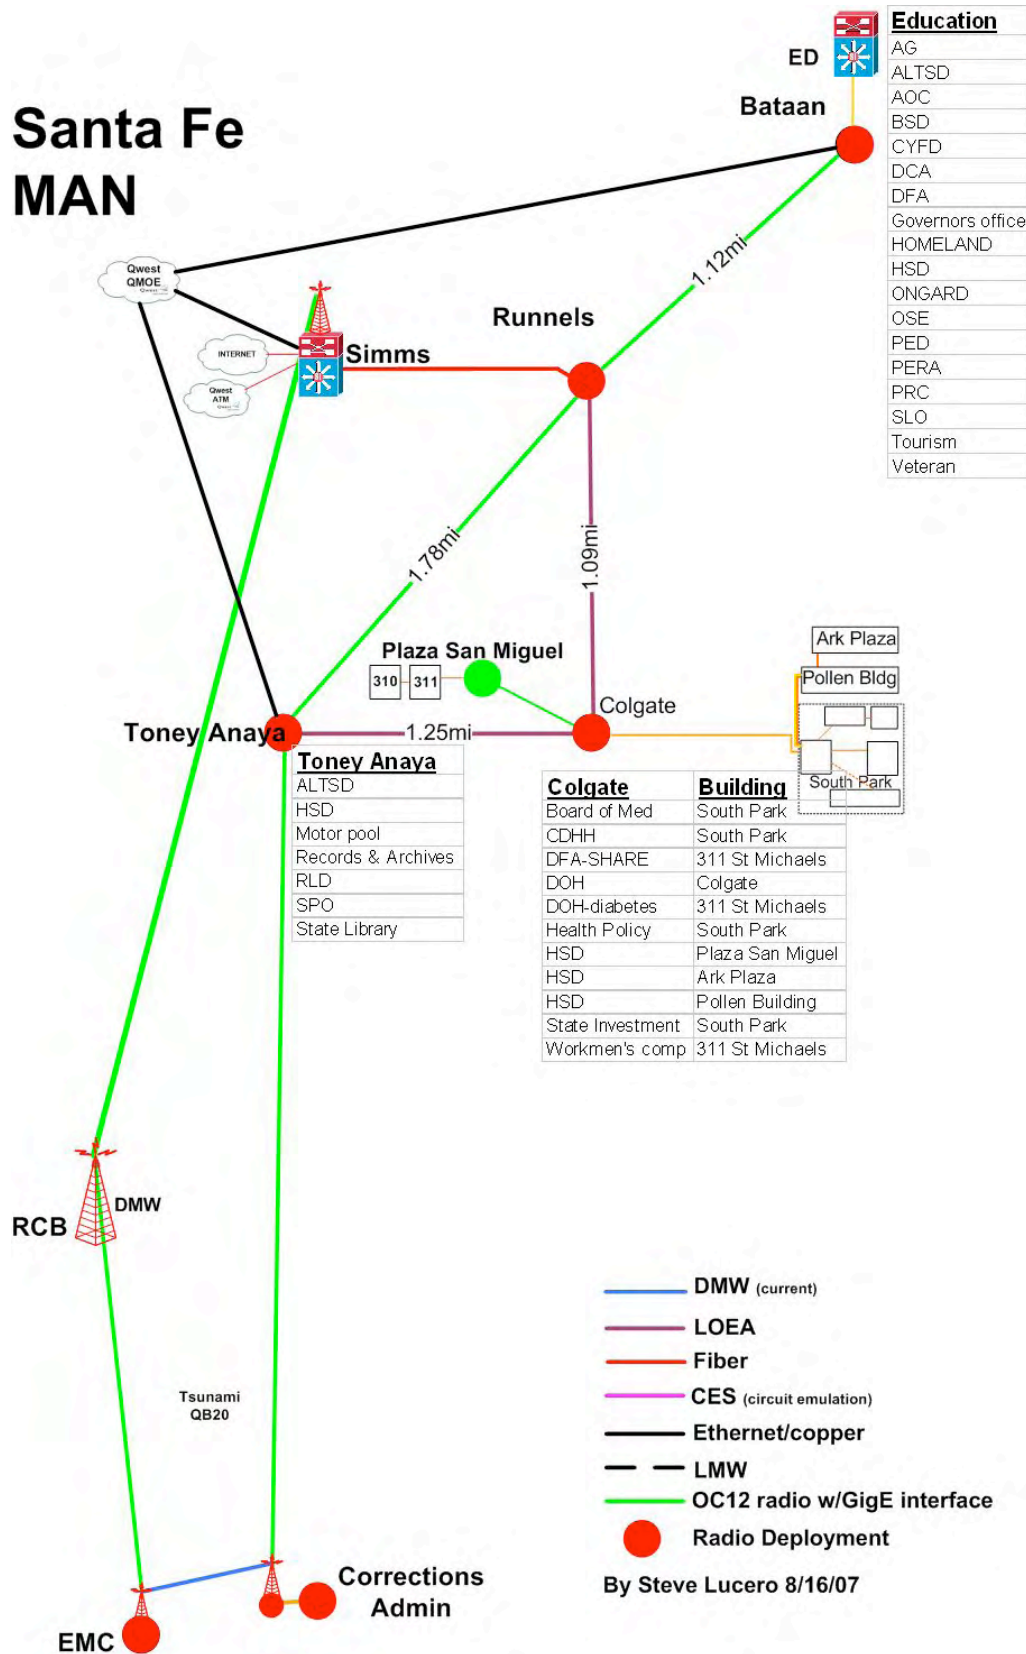 Santa Fe
MAN
ED
Bataan
Education
AG
ALTSD
AOC
BSD
CYFD
DCA
DFA
Governors office
HOMELAND
HSD
ONGARD
OSE
PED
PERA
PRC
SLO
Tourism
Veteran
Qwest
QMOE
Qwest
INTERNET
Qwest
ATM
Qwest
Simms
Runnels
1.12mi
1.78mi
1.09mi
Plaza San Miguel
310
311
Ark Plaza
Pollen Bldg
South Park
Colgate
Toney Anaya
1.25mi
Toney Anaya
ALTSD
HSD
Motor pool
Records & Archives
RLD
SPO
State Library
Colgate Building
Board of Med South Park
CDHH South Park
DFA-SHARE 311 St Michaels
DOH Colgate
DOH-diabetes 311 St Michaels
Health Policy South Park
HSD Plaza San Miguel
HSD Ark Plaza
HSD Pollen Building
State Investment South Park
Workmen's comp 311 St Michaels
DMW
RCB
Tsunami
QB20
Corrections
Admin
EMC
DMW (current)
LOEA
Fiber
CES (circuit emulation)
Ethernet/copper
LMW
OC12 radio w/GigE interface
Radio Deployment
By Steve Lucero 8/16/07